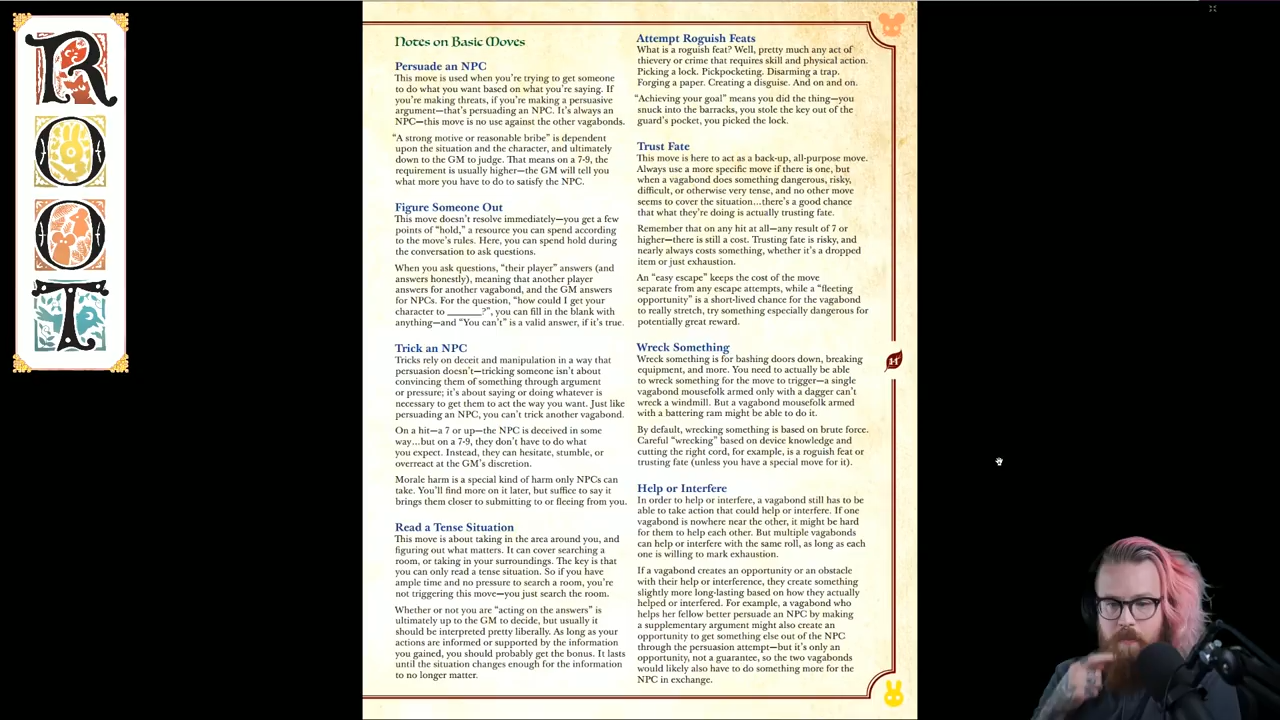 ROOT
Notes on Basic Moves
Persuade an NPC
This move is used when you're trying to get someone
to do what you want based on what you're saying. If
you're making threats, if you're making a persuasive
argument—that's persuading an NPC. It's always an
NPC—this move is no use against the other vagabonds.
“A strong motive or reasonable bribe” is dependent
upon the situation and the character, and ultimately
down to the GM to judge. That means on a 7-9, the
requirement is usually higher—the GM will tell you
what more you have to do to satisfy the NPC.
Figure Someone Out
This move doesn't resolve immediately—you get a few
points of “hold,” a resource you can spend according
to the move's rules. Here, you can spend hold during
the conversation to ask questions.
When you ask questions, “their player” answers (and
answers honestly), meaning that another player
answers for another vagabond, and the GM answers
for NPCs. For the question, “how could I get your
character to ______?”, you can fill in the blank with
anything—and “You can't” is a valid answer, if it's true.
Trick an NPC
Tricks rely on deceit and manipulation in a way that
persuasion doesn't—tricking someone isn't about
convincing them of something through argument
or pressure; it's about saying or doing whatever is
necessary to get them to act the way you want. Just like
persuading an NPC, you can't trick another vagabond.
On a hit—a 7 or up—the NPC is deceived in some
way…but on a 7-9, they don't have to do what
you expect. Instead, they can hesitate, stumble, or
overreact at the GM's discretion.
Morale harm is a special kind of harm only NPCs can
take. You'll find more on it later, but suffice to say it
brings them closer to submitting to or fleeing from you.
Read a Tense Situation
This move is about taking in the area around you, and
figuring out what matters. It can cover searching a
room, or taking in your surroundings. The key is that
you can only read a tense situation. So if you have
ample time and no pressure to search a room, you're
not triggering this move—you just search the room.
Whether or not you are “acting on the answers” is
ultimately up to the GM to decide, but usually it
should be interpreted pretty liberally. As long as your
actions are informed or supported by the information
you gained, you should probably get the bonus. It lasts
until the situation changes enough for the information
to no longer matter.
Attempt Roguish Feats
What is a roguish feat? Well, pretty much any act of
thievery or crime that requires skill and physical action.
Picking a lock. Pickpocketing. Disarming a trap.
Forging a paper. Creating a disguise. And on and on.
“Achieving your goal” means you did the thing—you
snuck into the barracks, you stole the key out of the
guard's pocket, you picked the lock.
Trust Fate
This move is here to act as a back-up, all-purpose move.
Always use a more specific move if there is one, but
when a vagabond does something dangerous, risky,
difficult, or otherwise very tense, and no other move
seems to cover the situation…there's a good chance
that what they're doing is actually trusting fate.
Remember that on any hit at all—any result of 7 or
higher—there is still a cost. Trusting fate is risky, and
nearly always costs something, whether it's a dropped
item or just exhaustion.
An “easy escape” keeps the cost of the move
separate from any escape attempts, while a “fleeting
opportunity” is a short-lived chance for the vagabond
to really stretch, try something especially dangerous for
potentially great reward.
Wreck Something
Wreck something is for bashing doors down, breaking
equipment, and more. You need to actually be able
to wreck something for the move to trigger—a single
vagabond mousefolk armed only with a dagger can't
wreck a windmill. But a vagabond mousefolk armed
with a battering ram might be able to do it.
By default, wrecking something is based on brute force.
Careful “wrecking” based on device knowledge and
cutting the right cord, for example, is a roguish feat or
trusting fate (unless you have a special move for it).
Help or Interfere
In order to help or interfere, a vagabond still has to be
able to take action that could help or interfere. If one
vagabond is nowhere near the other, it might be hard
for them to help each other. But multiple vagabonds
can help or interfere with the same roll, as long as each
one is willing to mark exhaustion.
If a vagabond creates an opportunity or an obstacle
with their help or interference, they create something
slightly more long-lasting based on how they actually
helped or interfered. For example, a vagabond who
helps her fellow better persuade an NPC by making
a supplementary argument might also create an
opportunity to get something else out of the NPC
through the persuasion attempt—but it's only an
opportunity, not a guarantee, so the two vagabonds
would likely also have to do something more for the
NPC in exchange.